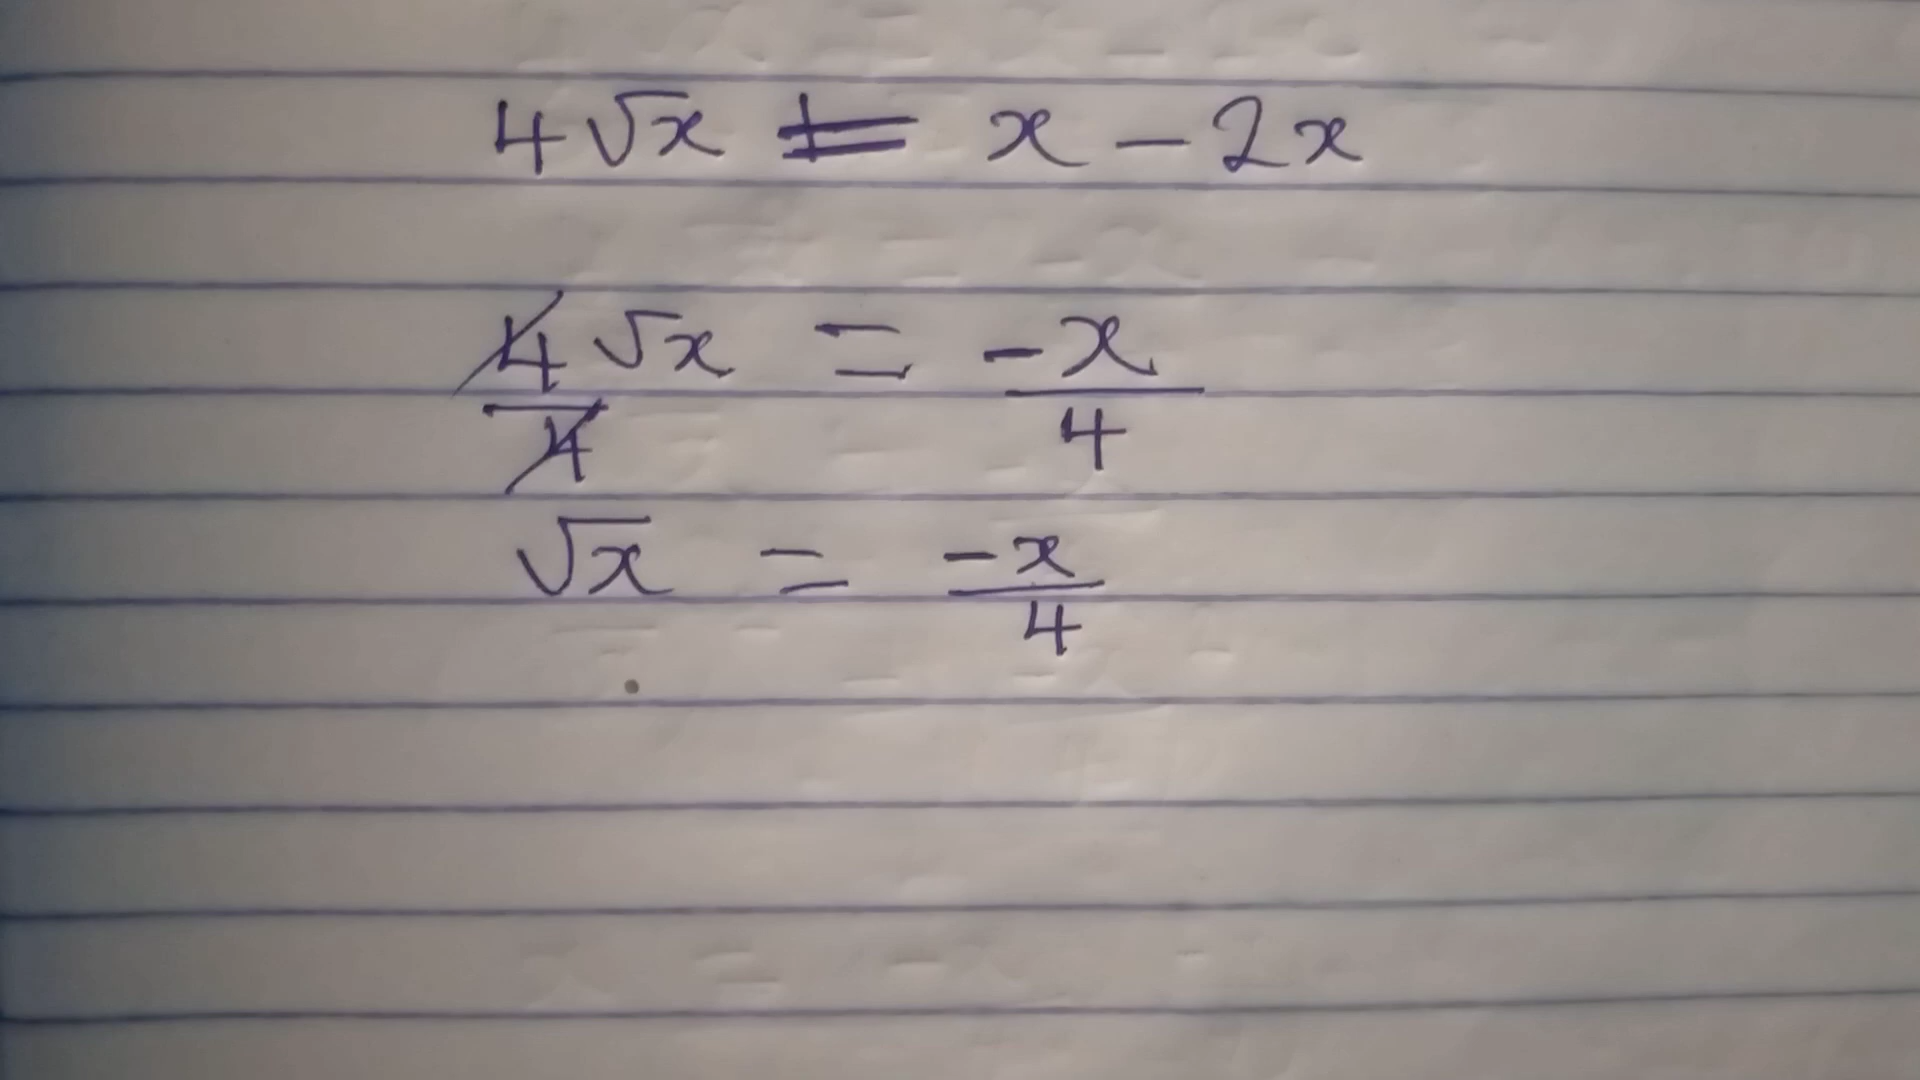 4√x = x - 2x
4√x/4 = -x/4
√x = -x/4